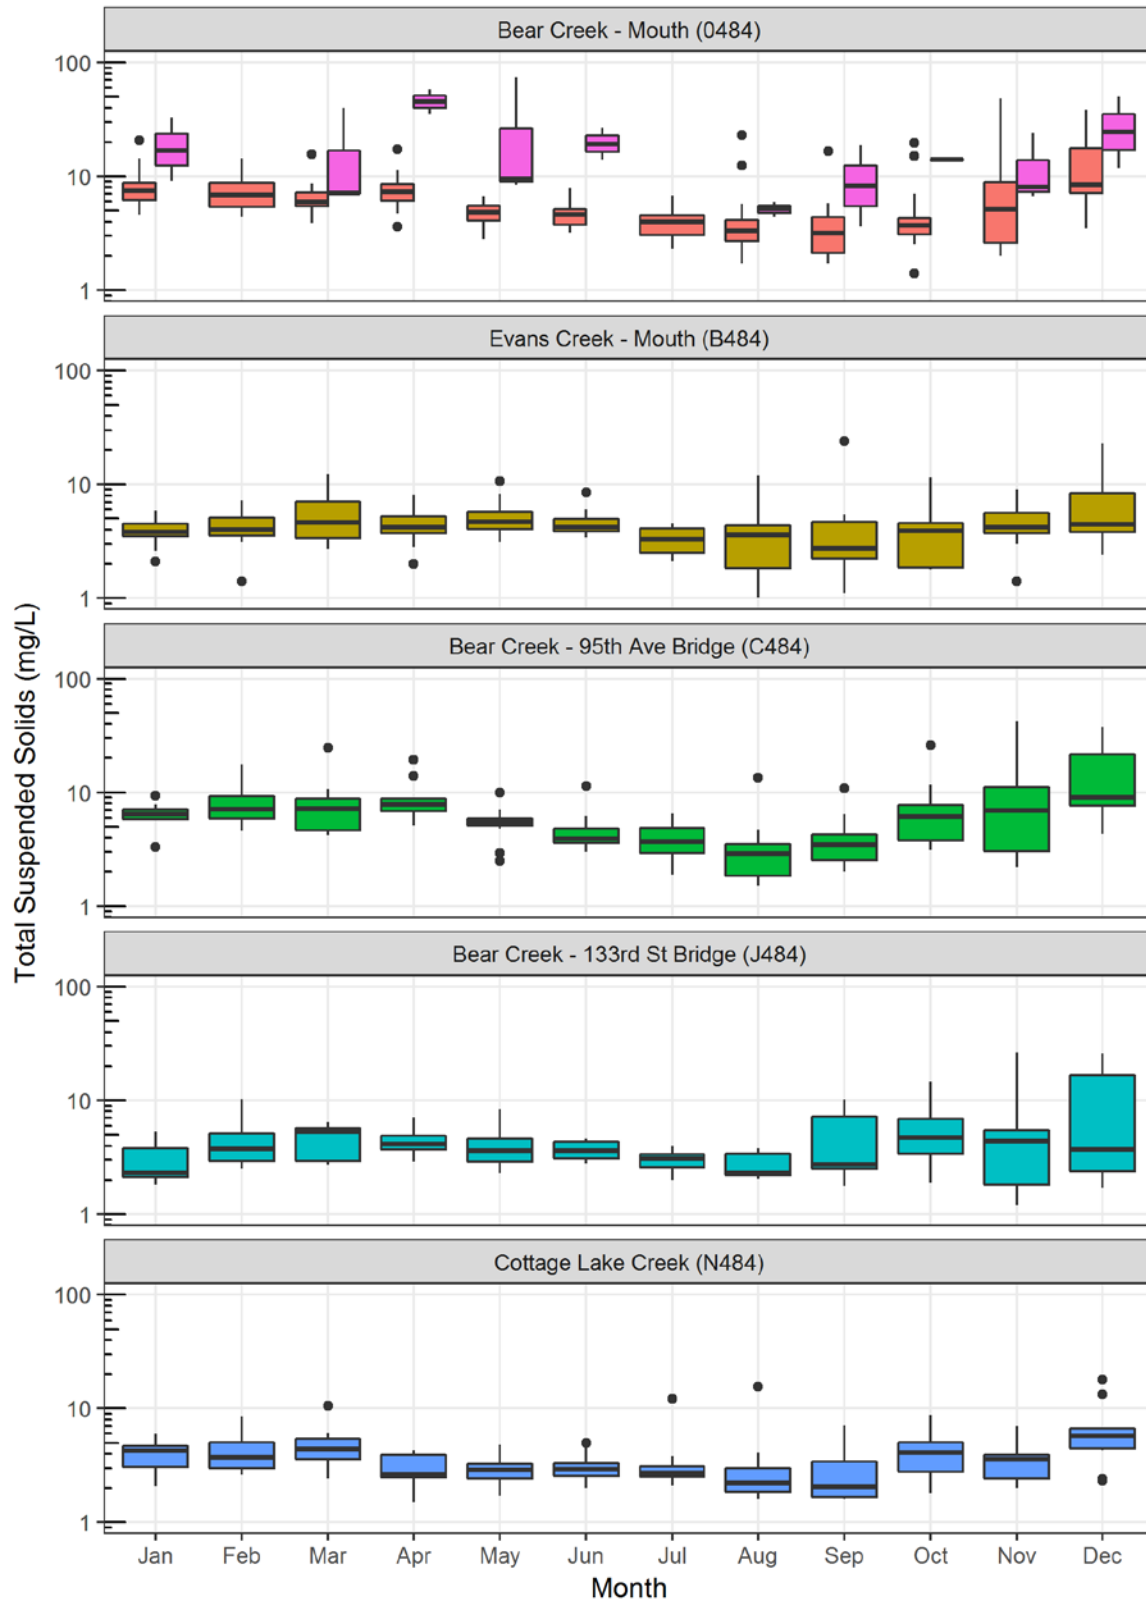 Bear Creek - Mouth (0484)
100
10
1
Evans Creek - Mouth (B484)
100
10
1
Bear Creek - 95th Ave Bridge (C484)
100
10
1
Total Suspended Solids (mg/L)
Bear Creek - 133rd St Bridge (J484)
100
10
1
Cottage Lake Creek (N484)
100
10
1
Jan Feb Mar Apr May Jun Jul Aug Sep Oct Nov Dec
Month